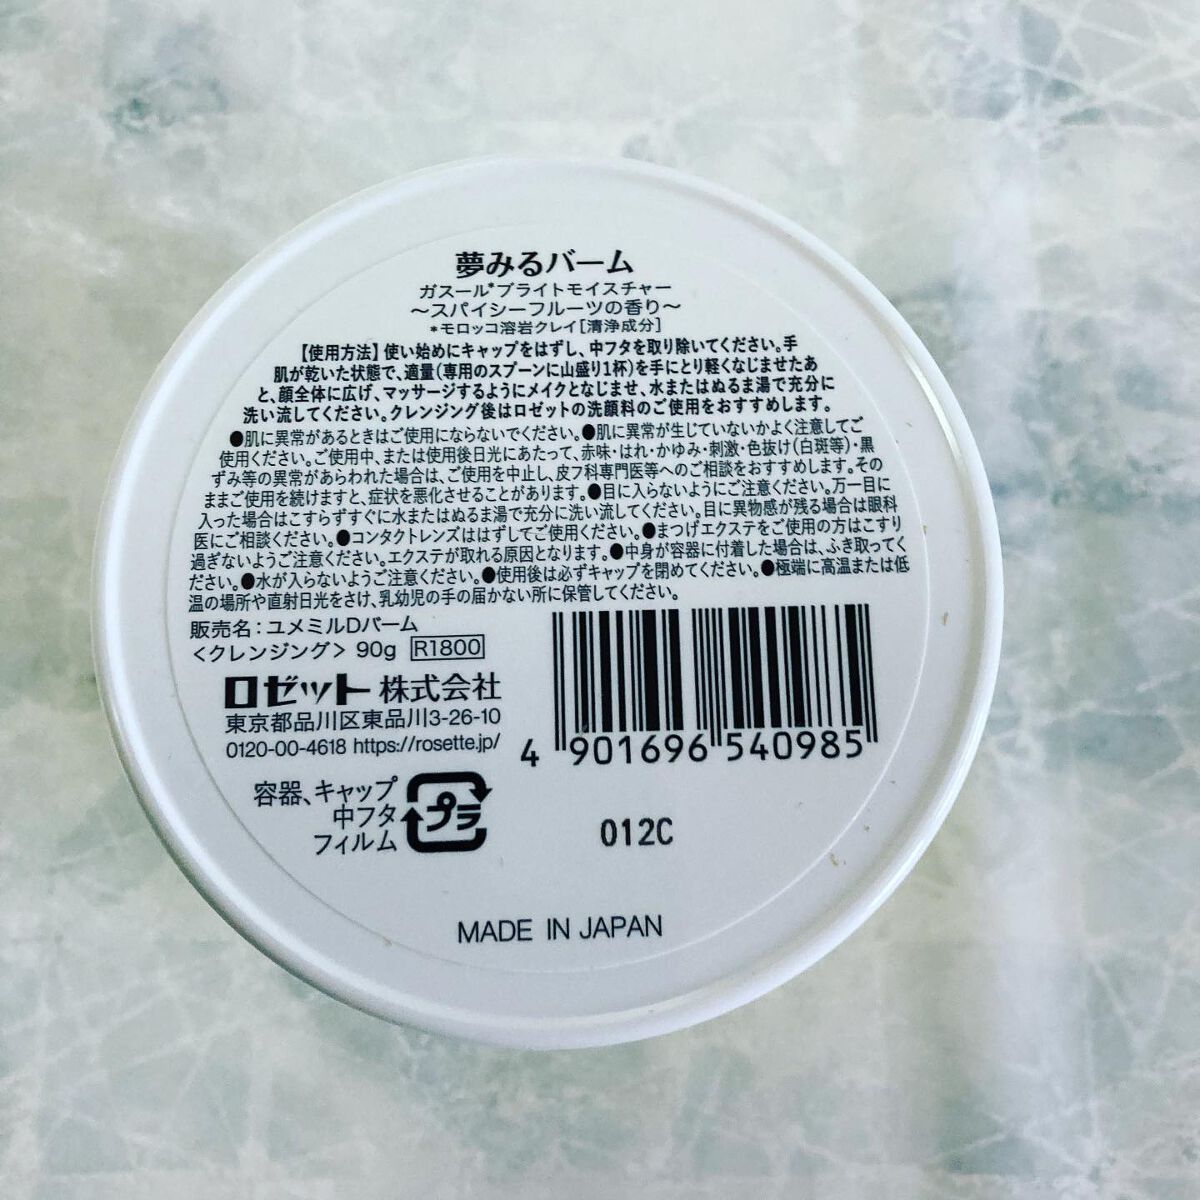 夢みるバーム
ガスール*ブライトモイスチャー
～スパイシーフルーツの香り～
*モロッコ溶岩クレイ[清浄成分]
【使用方法】使い始めにキャップをはずし、中フタを取り除いてください。手
肌が乾いた状態で、適量(専用のスプーンに山盛り1杯)を手にとり軽くなじませたあ
と、顔全体に広げ、マッサージするようにメイクとなじませ、水またはぬるま湯で充分に
洗い流してください。クレンジング後はロゼットの洗顔料のご使用をおすすめします。
●肌に異常があるときはご使用にならないでください。●肌に異常が生じていないかよく注意してご
使用ください。ご使用中、または使用後日光にあたって、赤味・はれ・かゆみ・刺激・色抜け(白斑等)・黒
ずみ等の異常があらわれた場合は、ご使用を中止し、皮フ科専門医等へのご相談をおすすめします。その
ままご使用を続けますと、症状を悪化させることがあります。●目に入らないようにご注意ください。万一目に
入った場合はこすらずすぐに水またはぬるま湯で充分に洗い流してください。目に異物感が残る場合は眼科
医にご相談ください。●コンタクトレンズははずしてご使用ください。●まつげエクステをご使用の方はこすり
過ぎないようご注意ください。エクステが取れる原因となります。●中身が容器に付着した場合は、ふき取ってく
ださい。●水が入らないようご注意ください。●使用後は必ずキャップを閉めてください。●極端に高温または低
温の場所や直射日光をさけ、乳幼児の手の届かない所に保管してください。
販売名：ユメミルDバーム
＜クレンジング＞ 90g R1800
ロゼット株式会社
東京都品川区東品川3-26-10
0120-00-4618 https://rosette.jp/
4 901696 540985
容器、キャップ
中フタ
フィルム
プラ
012C
MADE IN JAPAN